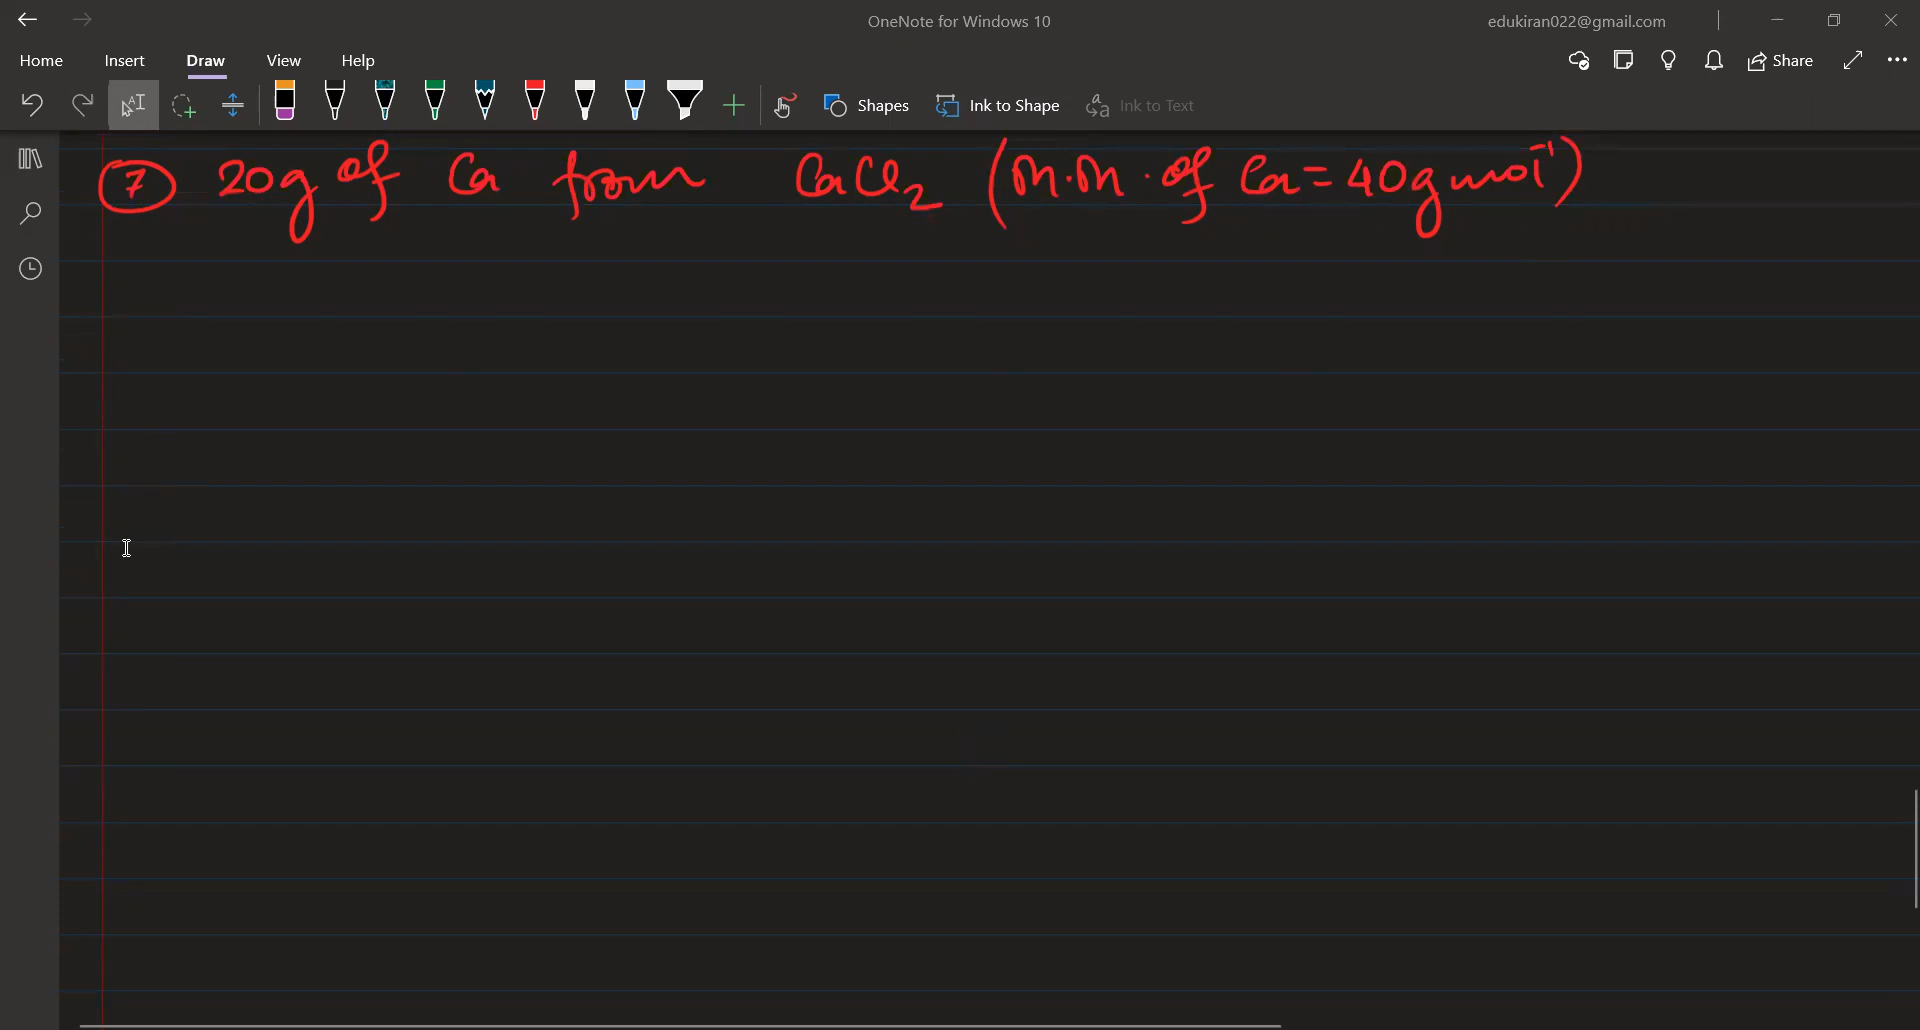 OneNote for Windows 10
edukiran022@gmail.com
Home Insert Draw View Help
Share
Shapes Ink to Shape Ink to Text
7 20g of Ca from CaCl₂ (M.M. of Ca = 40g mol⁻¹)